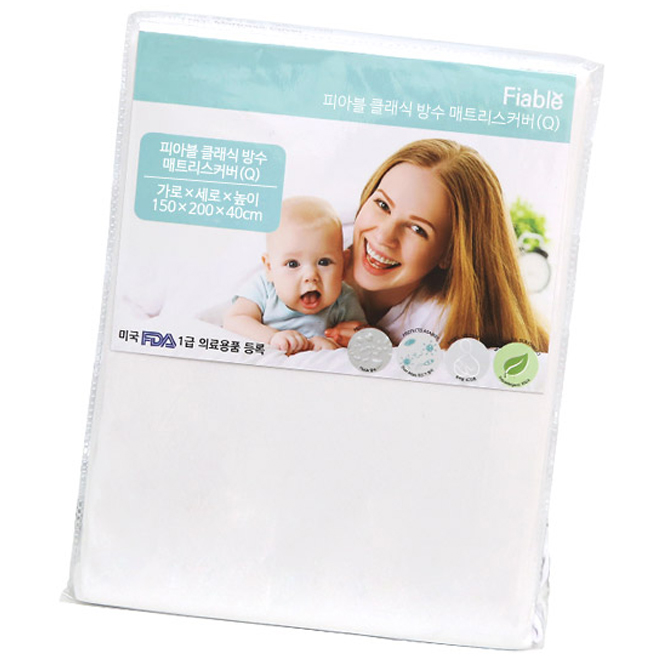 Fiable
피아블 클래식 방수 매트리스커버(Q)
피아블 클래식 방수
매트리스커버(Q)
가로×세로×높이
150×200×40cm
미국 FDA 1급 의료용품 등록